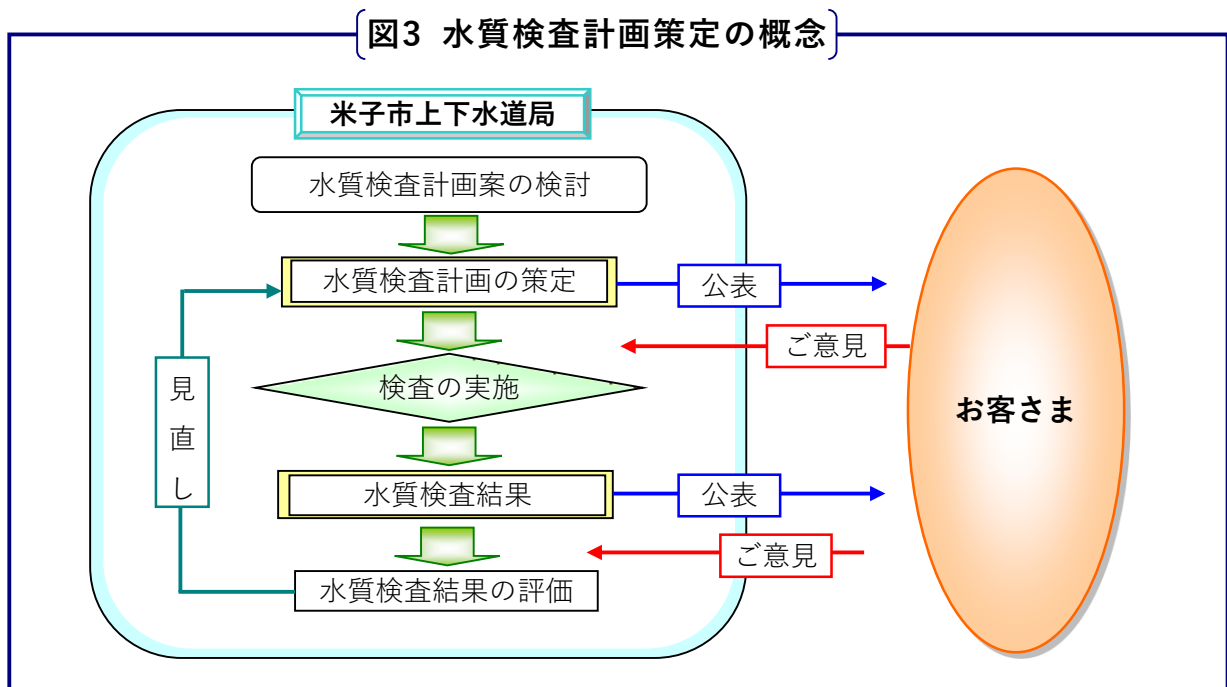 図3 水質検査計画策定の概念
米子市上下水道局
水質検査計画案の検討
水質検査計画の策定
公表
ご意見
検査の実施
見直し
お客さま
水質検査結果
公表
ご意見
水質検査結果の評価